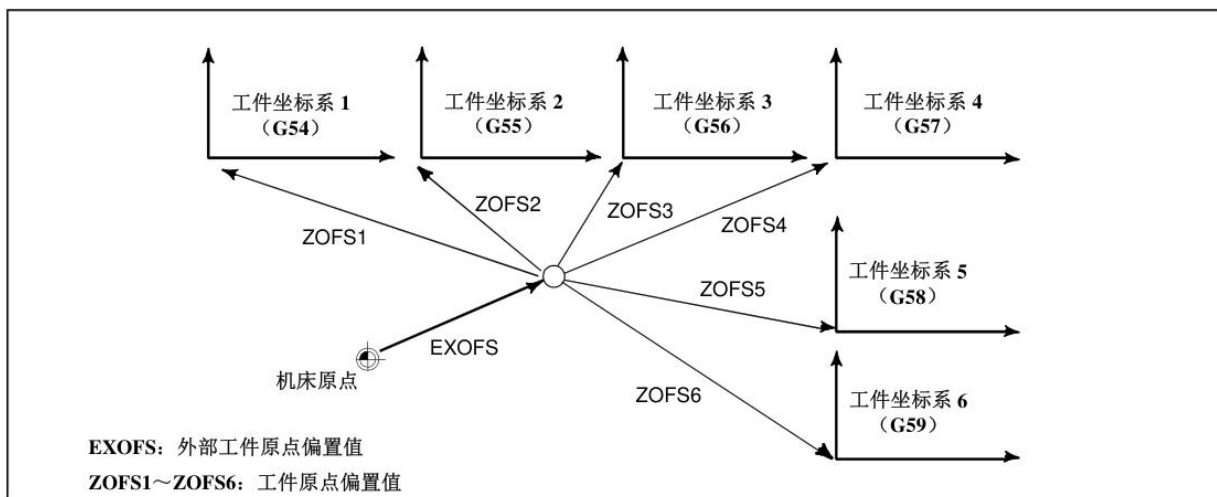 工件坐标系 1
（G54）
工件坐标系 2
（G55）
工件坐标系 3
（G56）
工件坐标系 4
（G57）
ZOFS1
ZOFS2
ZOFS3
ZOFS4
ZOFS5
工件坐标系 5
（G58）
EXOFS
机床原点
ZOFS6
工件坐标系 6
（G59）
EXOFS：外部工件原点偏置值
ZOFS1～ZOFS6：工件原点偏置值